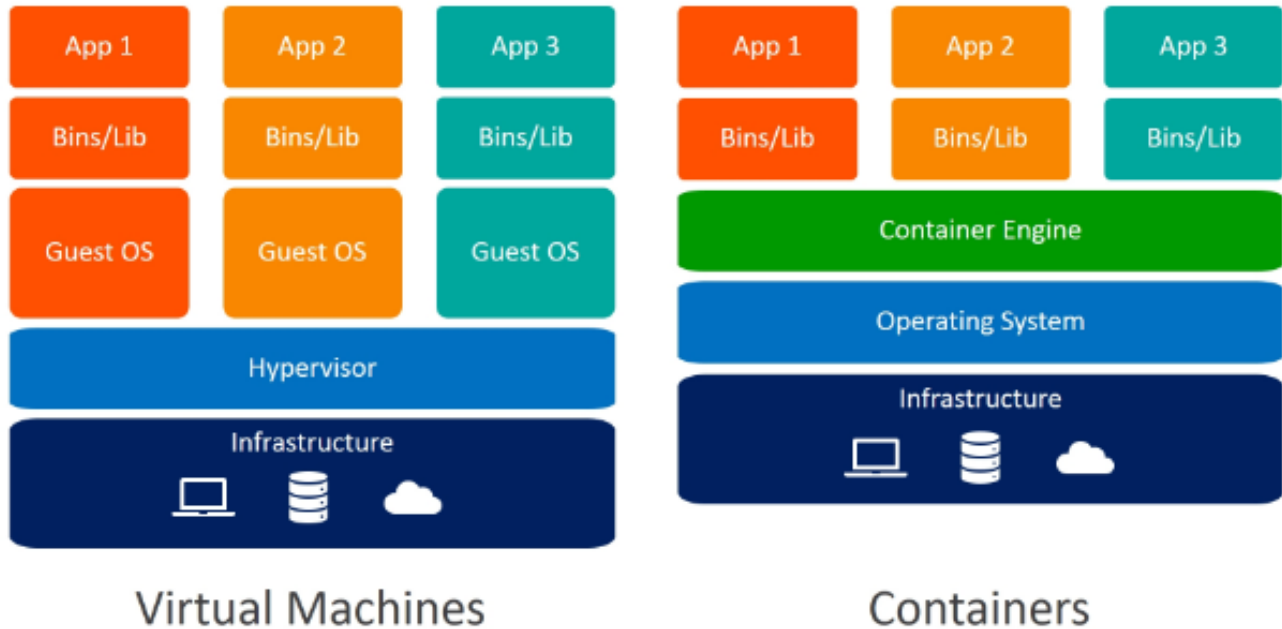 App 1
App 2
App 3
Bins/Lib
Bins/Lib
Bins/Lib
Guest OS
Guest OS
Guest OS
Hypervisor
Infrastructure
Virtual Machines
App 1
App 2
App 3
Bins/Lib
Bins/Lib
Bins/Lib
Container Engine
Operating System
Infrastructure
Containers